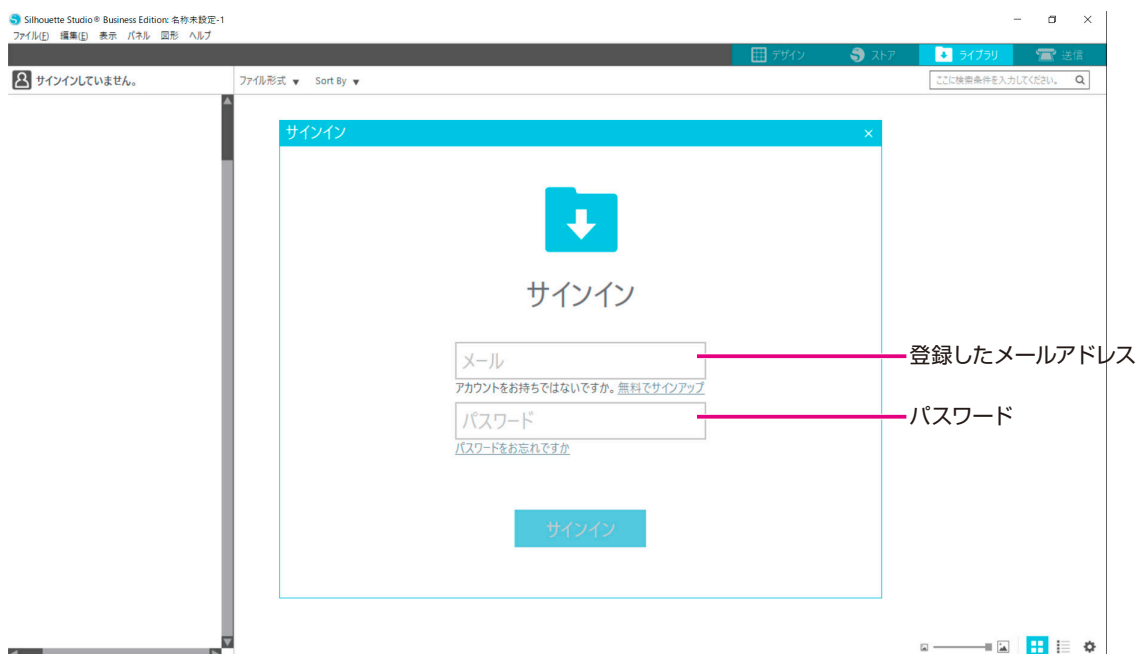 Silhouette Studio® Business Edition: 名称未設定-1
ファイル(F) 編集(E) 表示 パネル 図形 ヘルプ
デザイン ストア ライブラリ 送信
サインインしていません。 ファイル形式 ▼ Sort By ▼ ここに検索条件を入力してください。
サインイン ×
サインイン
メール 登録したメールアドレス
アカウントをお持ちではないですか。無料でサインアップ
パスワード パスワード
パスワードをお忘れですか
サインイン